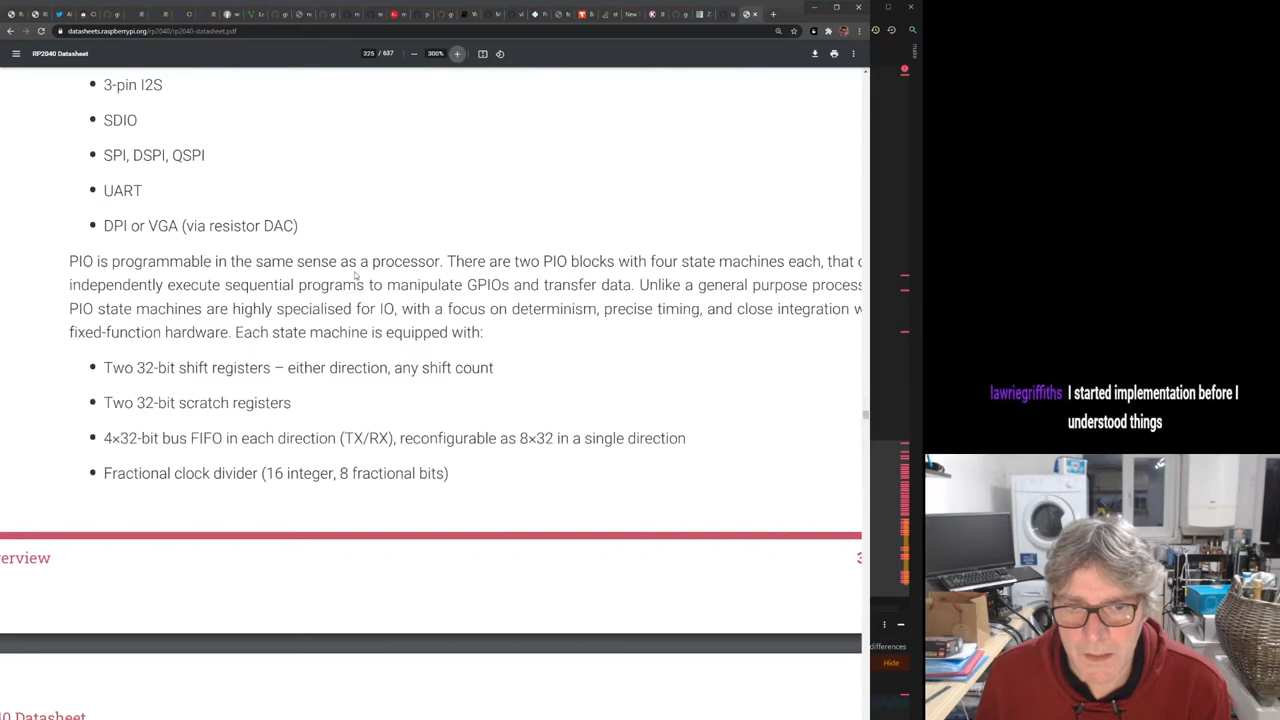 datasheets.raspberrypi.org/rp2040/rp2040-datasheet.pdf
RP2040 Datasheet
325 / 637
300%
make
• 3-pin I2S
• SDIO
• SPI, DSPI, QSPI
• UART
• DPI or VGA (via resistor DAC)
PIO is programmable in the same sense as a processor. There are two PIO blocks with four state machines each, that
independently execute sequential programs to manipulate GPIOs and transfer data. Unlike a general purpose process
PIO state machines are highly specialised for IO, with a focus on determinism, precise timing, and close integration w
fixed-function hardware. Each state machine is equipped with:
• Two 32-bit shift registers – either direction, any shift count
• Two 32-bit scratch registers
• 4×32-bit bus FIFO in each direction (TX/RX), reconfigurable as 8×32 in a single direction
• Fractional clock divider (16 integer, 8 fractional bits)
erview
3
40 Datasheet
differences
Hide
lawriegriffiths I started implementation before I
understood things